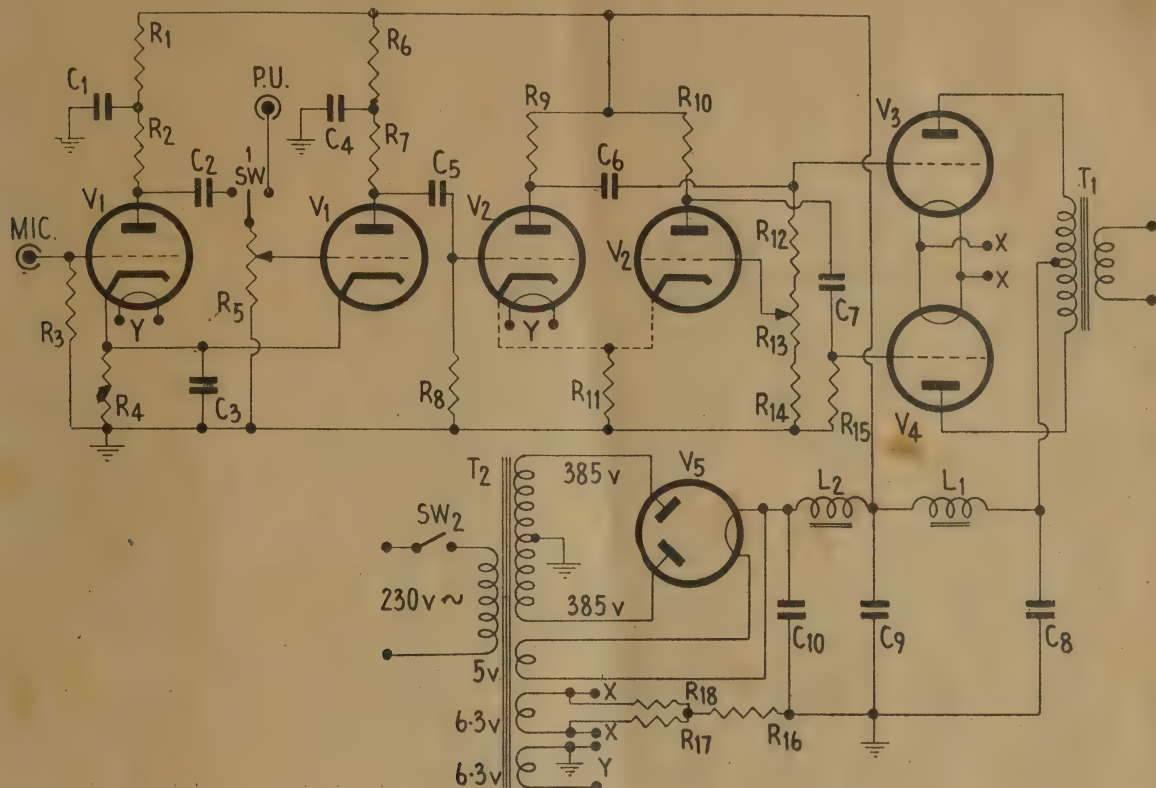 R1
R6
C1
P.U.
R2
C4
R7
R9
R10
V3
C2
SW1
C5
C6
T1
V1
V1
V2
V2
MIC.
R12
X
X
R3
Y
R5
Y
C7
R13
R4
C3
R8
R11
R14
R15
V4
T2
385 v
V5
L2
L1
SW2
230 v ~
385 v
C10
C9
C8
5 v
X
R18
6·3 v
X
R17
R16
Y
6·3 v